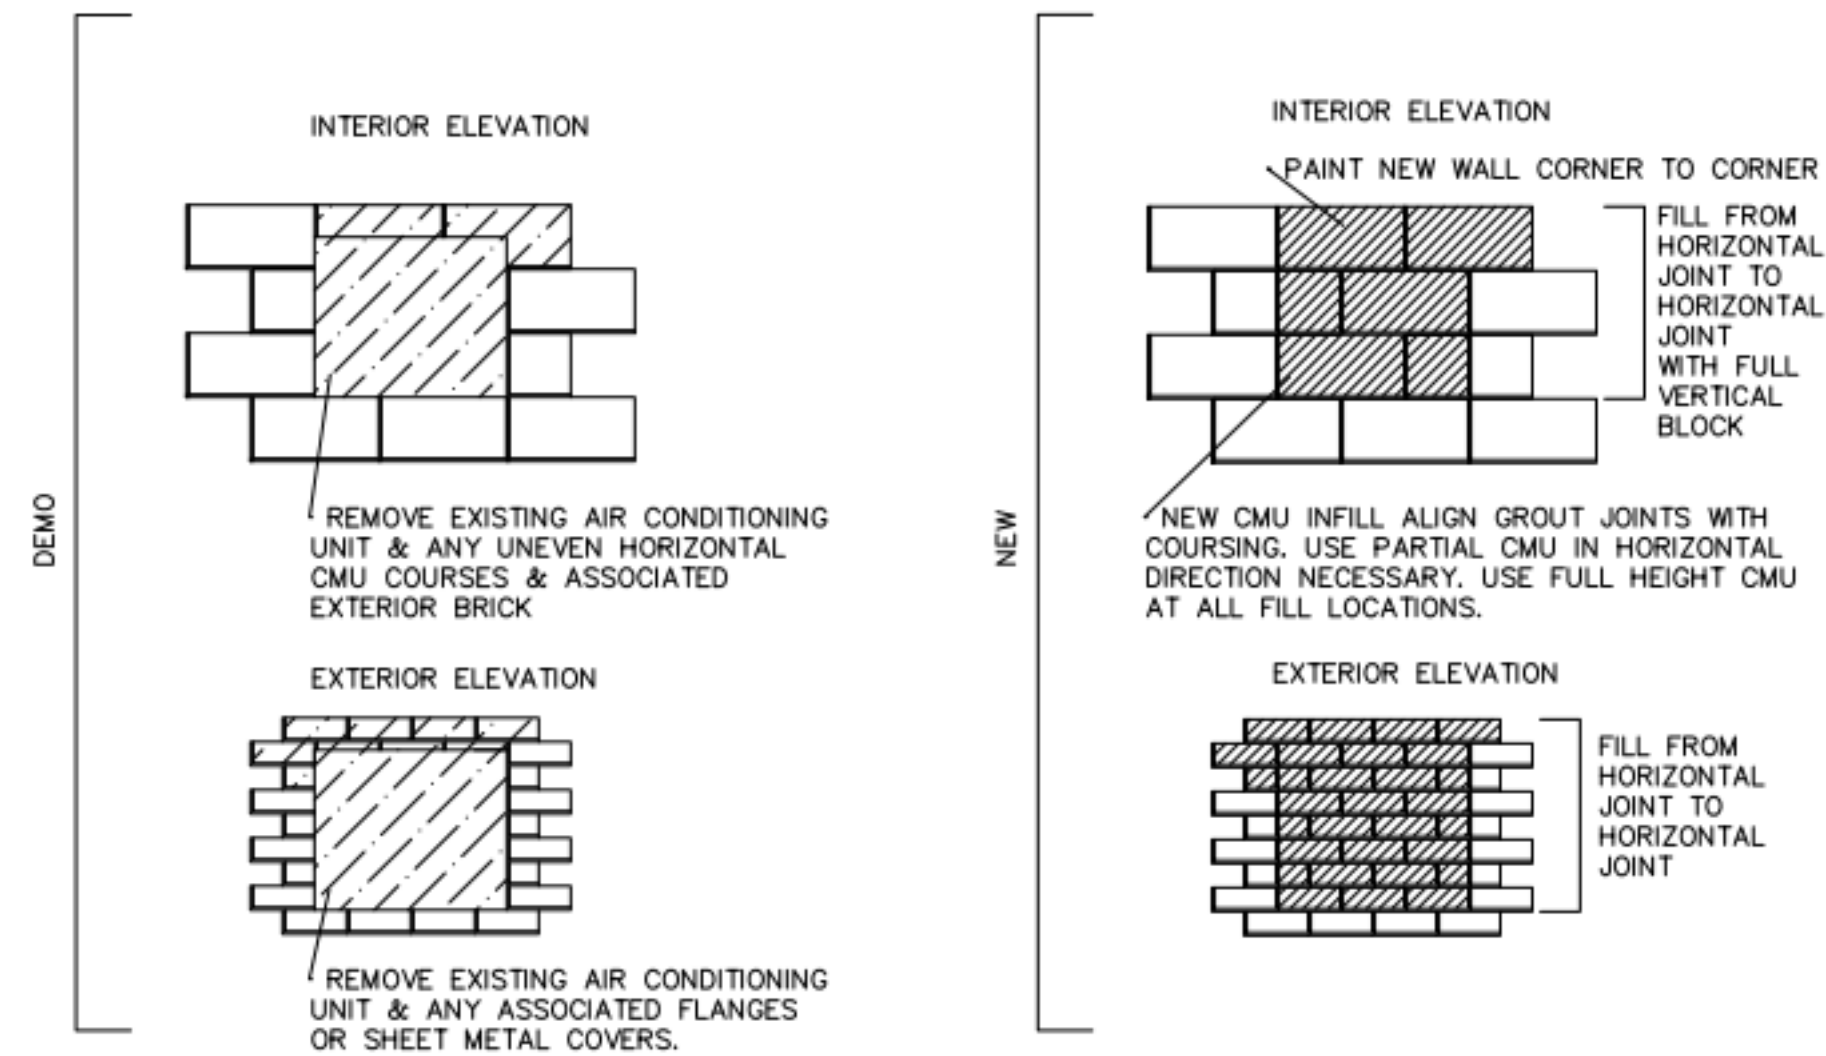 DEMO
INTERIOR ELEVATION
REMOVE EXISTING AIR CONDITIONING
UNIT & ANY UNEVEN HORIZONTAL
CMU COURSES & ASSOCIATED
EXTERIOR BRICK
EXTERIOR ELEVATION
REMOVE EXISTING AIR CONDITIONING
UNIT & ANY ASSOCIATED FLANGES
OR SHEET METAL COVERS.
NEW
INTERIOR ELEVATION
PAINT NEW WALL CORNER TO CORNER
FILL FROM
HORIZONTAL
JOINT TO
HORIZONTAL
JOINT
WITH FULL
VERTICAL
BLOCK
NEW CMU INFILL ALIGN GROUT JOINTS WITH
COURSING. USE PARTIAL CMU IN HORIZONTAL
DIRECTION NECESSARY. USE FULL HEIGHT CMU
AT ALL FILL LOCATIONS.
EXTERIOR ELEVATION
FILL FROM
HORIZONTAL
JOINT TO
HORIZONTAL
JOINT